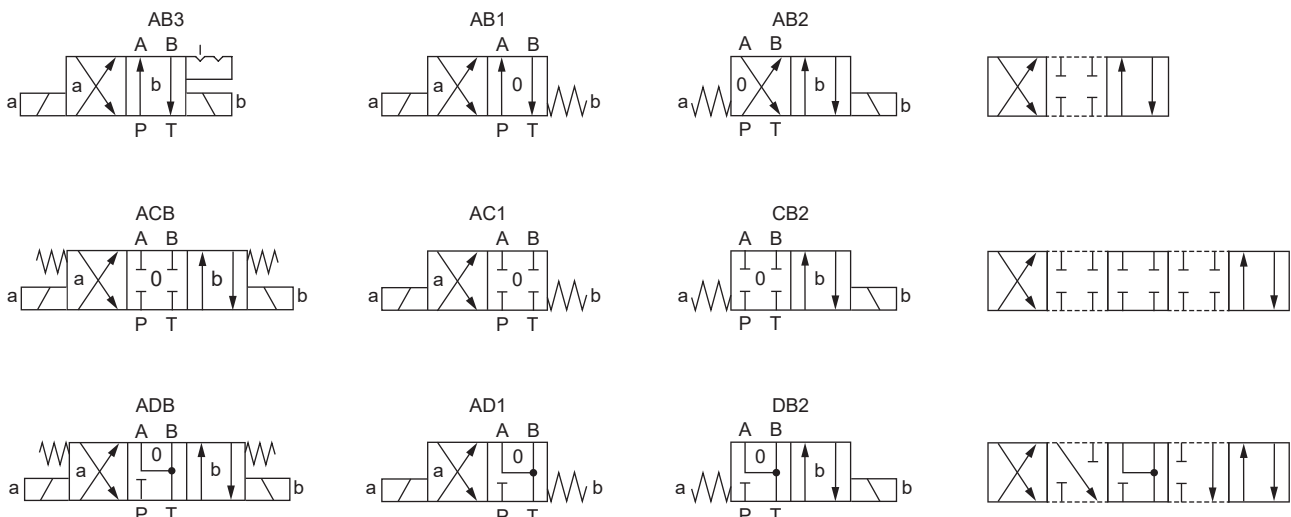 AB3 AB1 AB2
A B A B A B
a a b b a 0 b a 0 b b
P T P T P T
ACB AC1 CB2
A B A B A B
a a 0 b b a a 0 b a 0 b b
P T P T P T
ADB AD1 DB2
A B A B A B
a a 0 b b a a 0 b a 0 b b
P T P T P T